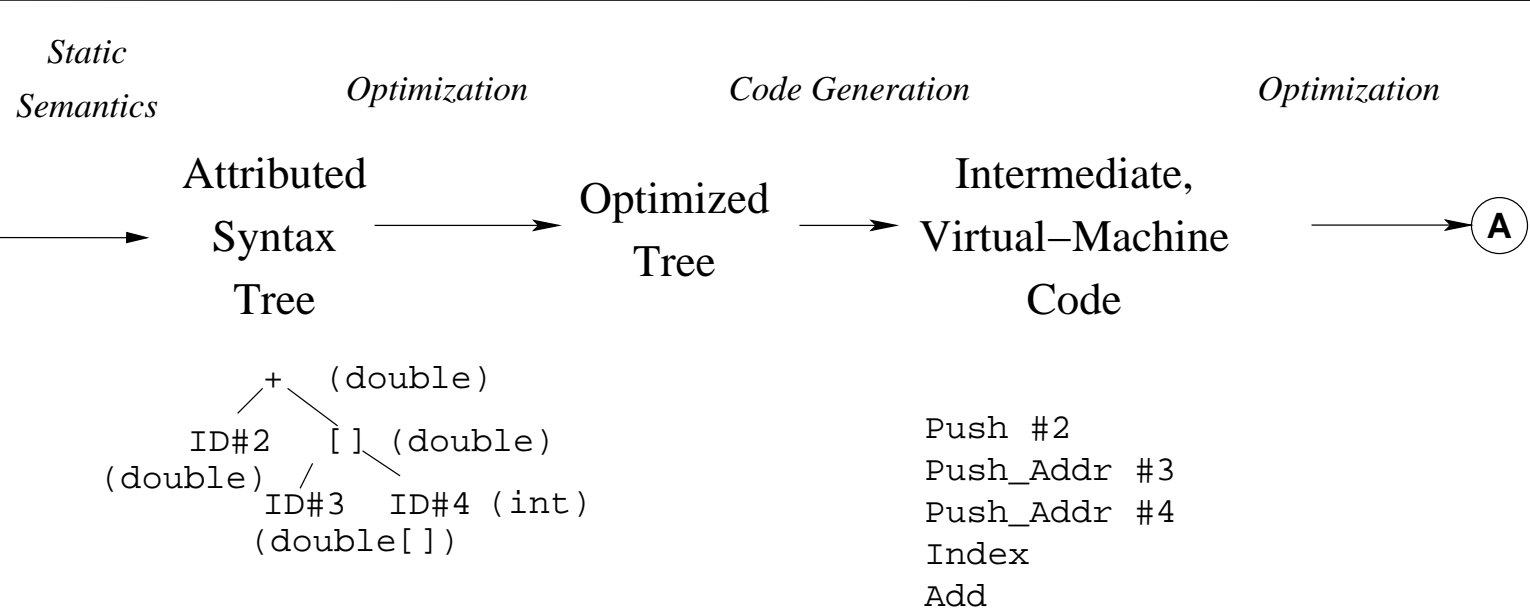 Static
Semantics
Optimization
Code Generation
Optimization
Attributed
Syntax
Tree
Optimized
Tree
Intermediate,
Virtual−Machine
Code
A
+ (double)
ID#2 [] (double)
(double)
ID#3 ID#4 (int)
(double[])
Push #2
Push_Addr #3
Push_Addr #4
Index
Add